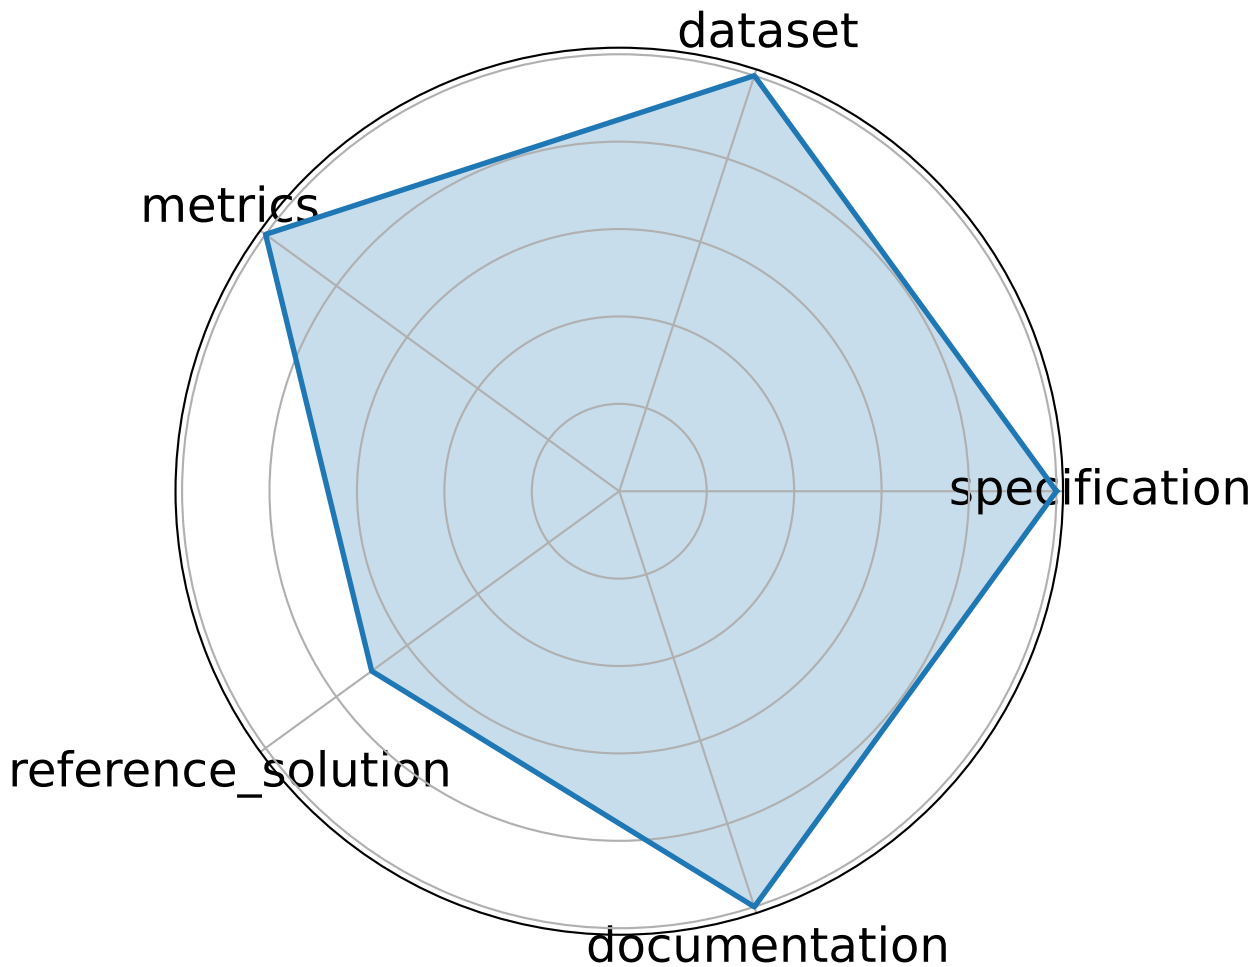 dataset
metrics
specification
reference_solution
documentation